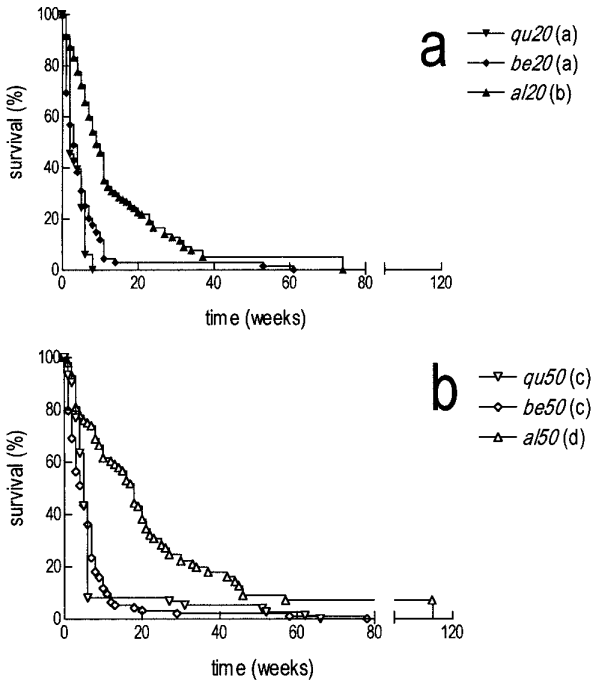 a
qu20 (a)
be20 (a)
al20 (b)
survival (%)
100
80
60
40
20
0
0 20 40 60 80 120
time (weeks)
b
qu50 (c)
be50 (c)
al50 (d)
survival (%)
100
80
60
40
20
0
0 20 40 60 80 120
time (weeks)